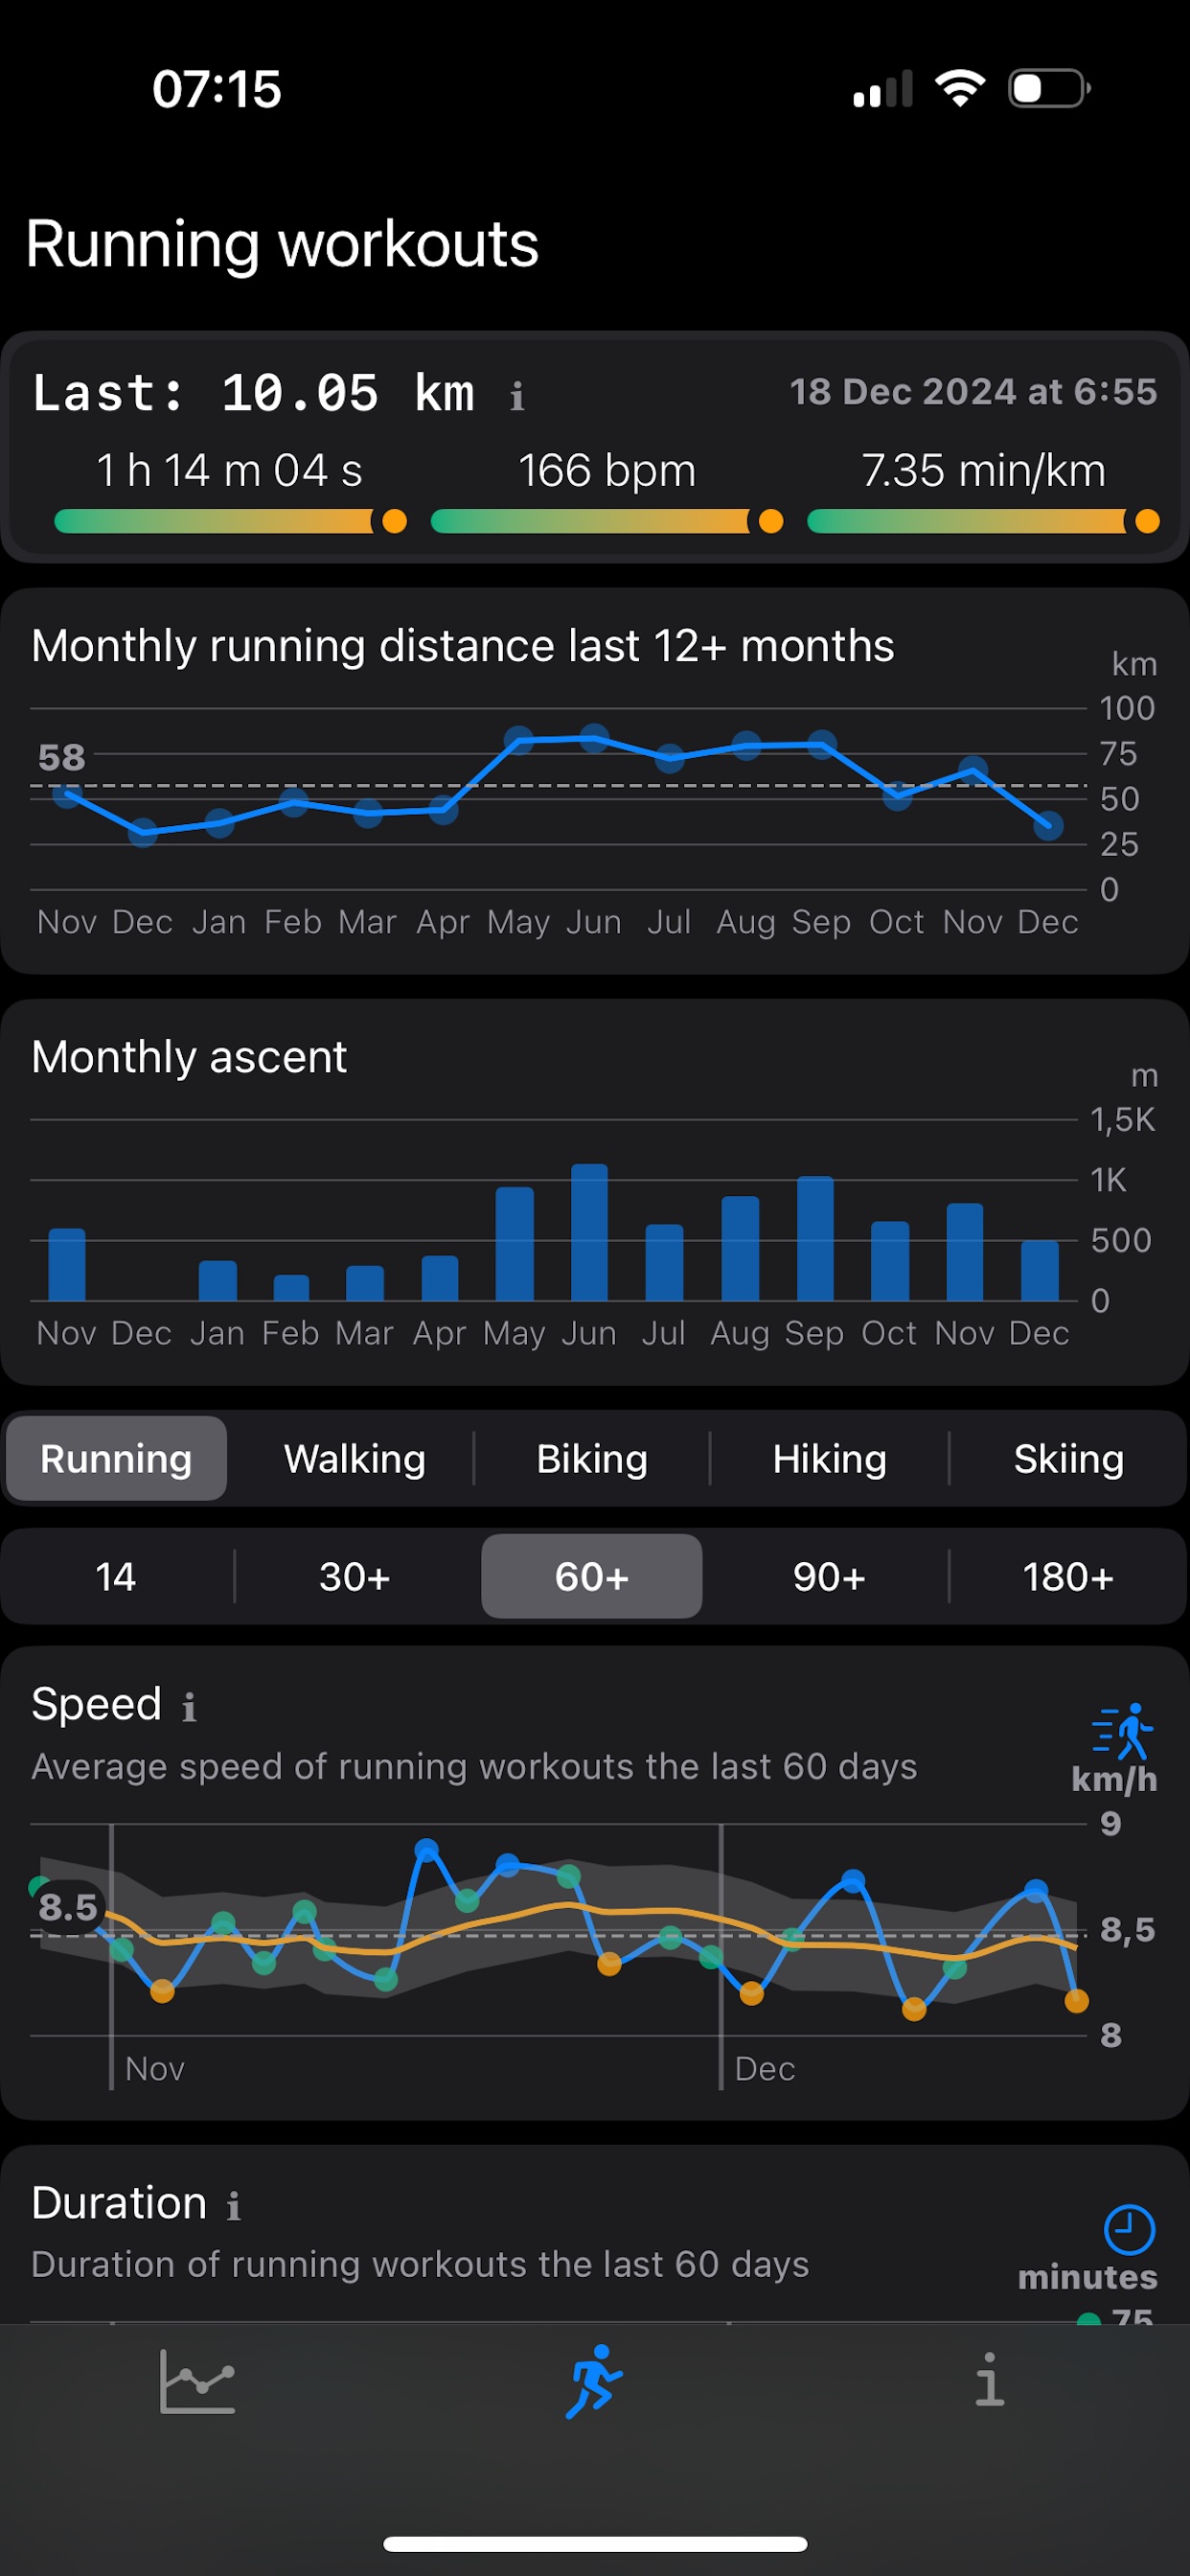 07:15
Running workouts
Last: 10.05 km i 18 Dec 2024 at 6:55
1 h 14 m 04 s 166 bpm 7.35 min/km
Monthly running distance last 12+ months
km
100
58
75
50
25
0
Nov Dec Jan Feb Mar Apr May Jun Jul Aug Sep Oct Nov Dec
Monthly ascent
m
1,5K
1K
500
0
Nov Dec Jan Feb Mar Apr May Jun Jul Aug Sep Oct Nov Dec
Running Walking Biking Hiking Skiing
14 30+ 60+ 90+ 180+
Speed i
Average speed of running workouts the last 60 days
km/h
9
8.5
8,5
8
Nov Dec
Duration i
Duration of running workouts the last 60 days
minutes
75
i